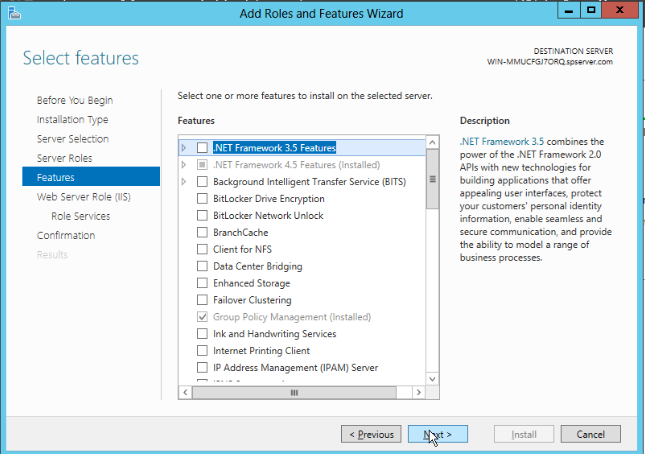 Add Roles and Features Wizard
Select features
DESTINATION SERVER
WIN-MMUCFGJ7ORQ.spserver.com
Before You Begin
Installation Type
Server Selection
Server Roles
Features
Web Server Role (IIS)
Role Services
Confirmation
Results
Select one or more features to install on the selected server.
Features
.NET Framework 3.5 Features
.NET Framework 4.5 Features (Installed)
Background Intelligent Transfer Service (BITS)
BitLocker Drive Encryption
BitLocker Network Unlock
BranchCache
Client for NFS
Data Center Bridging
Enhanced Storage
Failover Clustering
Group Policy Management (Installed)
Ink and Handwriting Services
Internet Printing Client
IP Address Management (IPAM) Server
Description
.NET Framework 3.5 combines
the power of the .NET Framework 2.0
APIs with new technologies for
building applications that offer
appealing user interfaces, protect
your customers' personal identity
information, enable seamless and
secure communication, and provide
the ability to model a range of
business processes.
< Previous
Next >
Install
Cancel